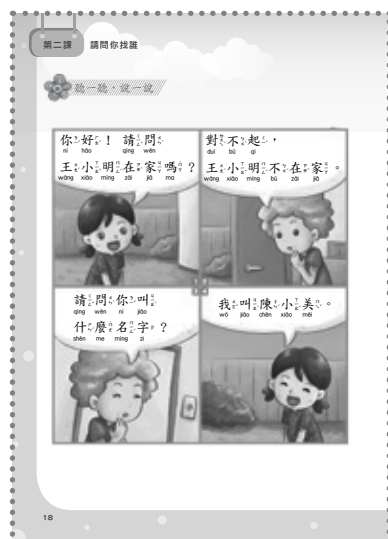 第二課 請問你找誰
聽一聽，說一說
你好！請問
nǐ hǎo qǐng wèn
王小明在家嗎？
wáng xiǎo míng zài jiā ma
對不起，
duì bù qǐ
王小明不在家。
wáng xiǎo míng bú zài jiā
請問你叫
qǐng wèn nǐ jiào
什麼名字？
shén me míng zi
我叫陳小美。
wǒ jiào chén xiǎo měi
18